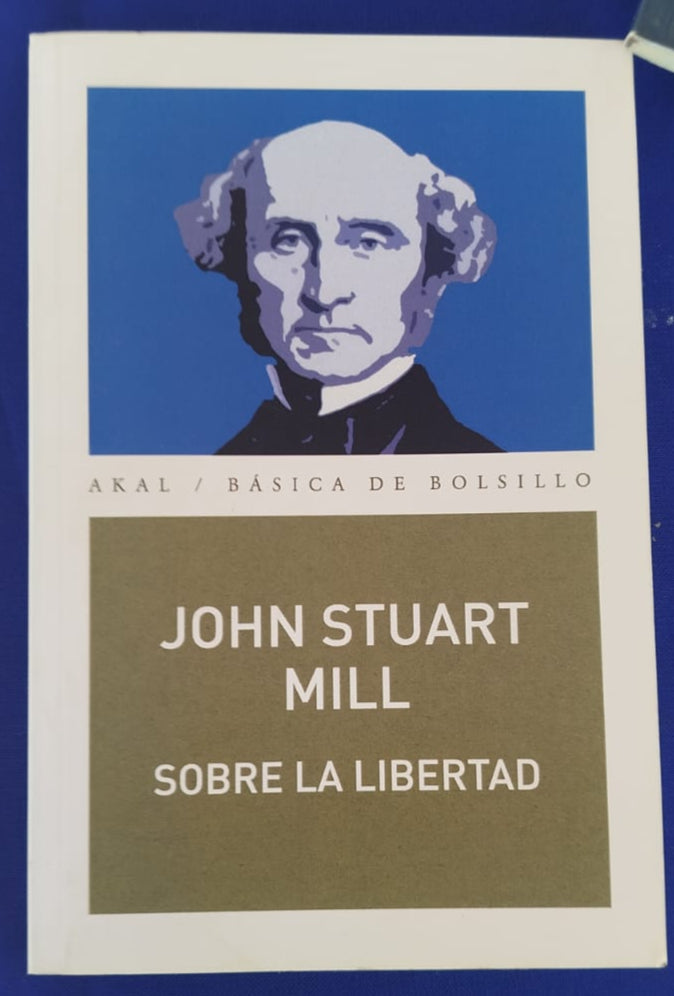 AKAL / BÁSICA DE BOLSILLO
JOHN STUART
MILL
SOBRE LA LIBERTAD